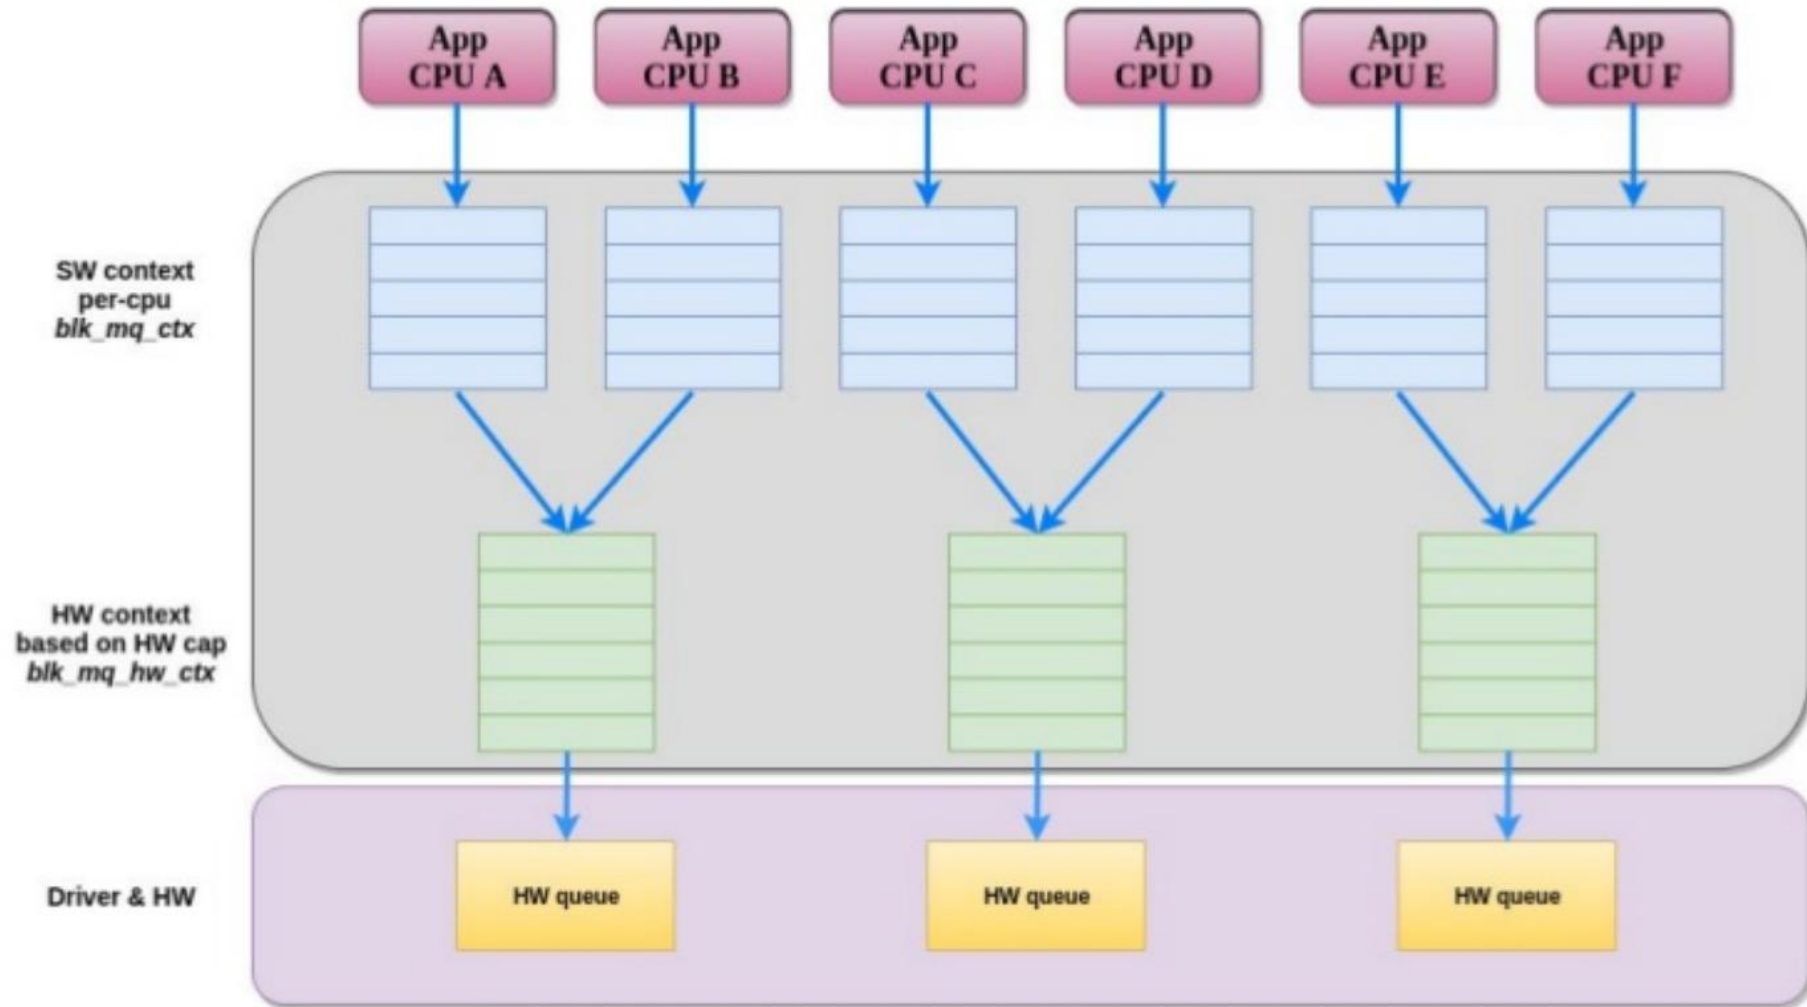 App
CPU A
App
CPU B
App
CPU C
App
CPU D
App
CPU E
App
CPU F
SW context
per-cpu
blk_mq_ctx
HW context
based on HW cap
blk_mq_hw_ctx
Driver & HW
HW queue
HW queue
HW queue